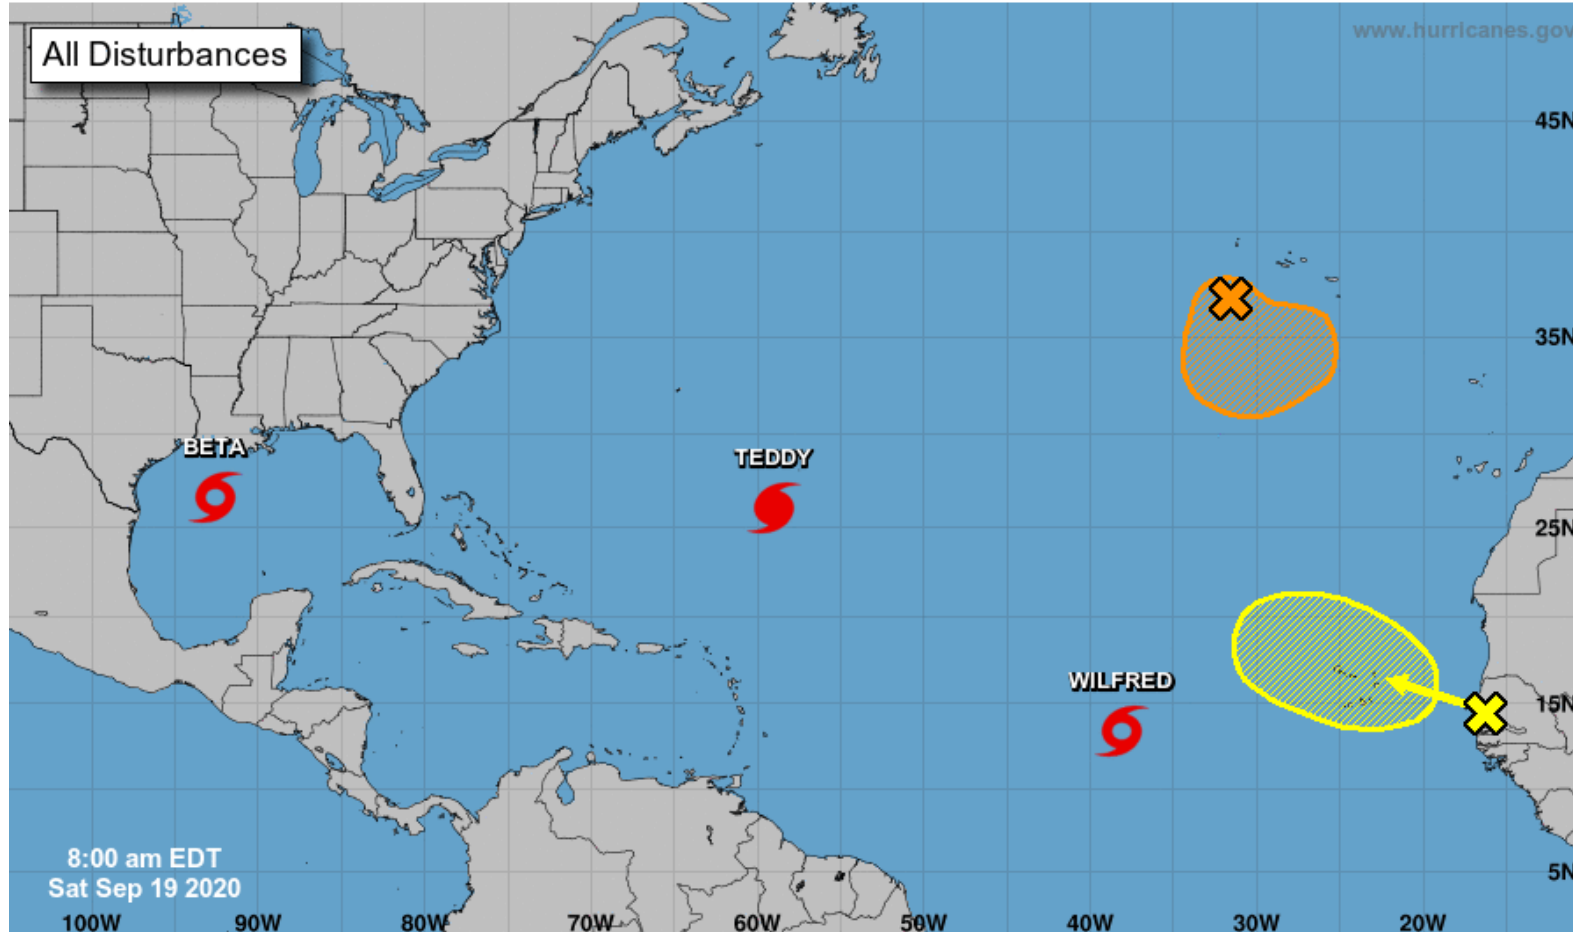 All Disturbances
www.hurricanes.gov
45N
35N
BETA
TEDDY
25N
WILFRED
15N
8:00 am EDT
Sat Sep 19 2020
5N
100W 90W 80W 70W 60W 50W 40W 30W 20W